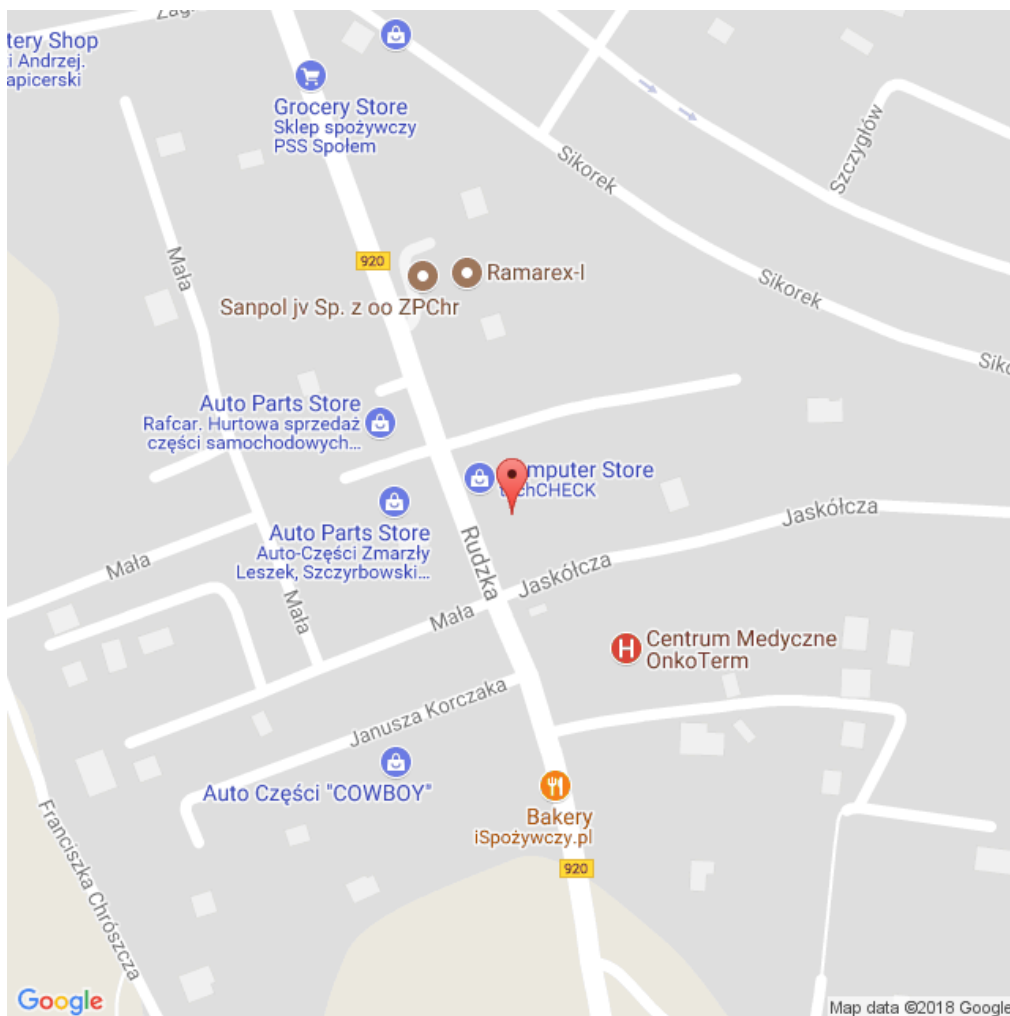 tery Shop
i Andrzej.
apicerski
Grocery Store
Sklep spożywczy
PSS Społem
Sikorek
Szczygłów
Mała
920
Ramarex-I
Sanpol jv Sp. z oo ZPChr
Sikorek
Auto Parts Store
Rafcar. Hurtowa sprzedaż
części samochodowych...
Computer Store
techCHECK
Auto Parts Store
Auto-Części Zmarzły
Leszek, Szczyrbowski...
Rudzka
Jaskółcza
Jaskółcza
Mała
Mała
Mała
Centrum Medyczne
OnkoTerm
Janusza Korczaka
Auto Części "COWBOY"
Bakery
iSpożywczy.pl
920
Franciszka Chrószcza
Google
Map data ©2018 Google